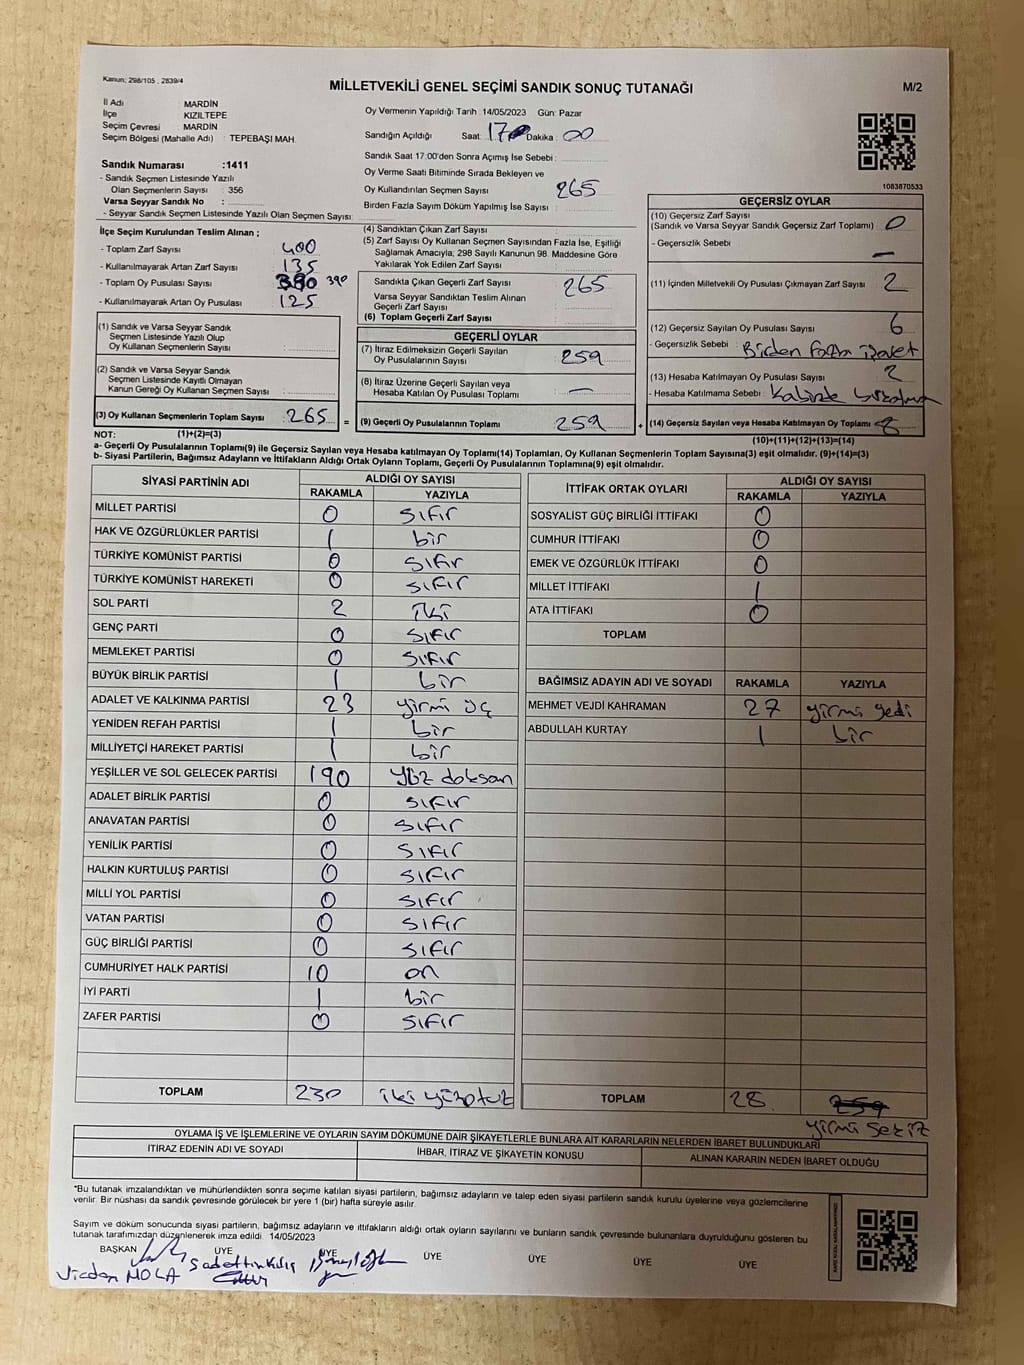 Kanun; 298/105 , 2839/4
MİLLETVEKİLİ GENEL SEÇİMİ SANDIK SONUÇ TUTANAĞI
M/2
İl Adı MARDİN
İlçe KIZILTEPE
Seçim Çevresi MARDİN
Seçim Bölgesi (Mahalle Adı) : TEPEBAŞI MAH.
Sandık Numarası :1411
- Sandık Seçmen Listesinde Yazılı
Olan Seçmenlerin Sayısı : 356
Varsa Seyyar Sandık No :
- Seyyar Sandık Seçmen Listesinde Yazılı Olan Seçmen Sayısı:
Oy Vermenin Yapıldığı Tarih :14/05/2023 Gün: Pazar
Sandığın Açıldığı Saat: 17 Dakika : 00
Sandık Saat 17:00'den Sonra Açılmış İse Sebebi :
Oy Verme Saati Bitiminde Sırada Bekleyen ve
Oy Kullandırılan Seçmen Sayısı : 265
Birden Fazla Sayım Döküm Yapılmış İse Sayısı :
1083870533
İlçe Seçim Kurulundan Teslim Alınan ;
- Toplam Zarf Sayısı : 400
- Kullanılmayarak Artan Zarf Sayısı : 135
- Toplam Oy Pusulası Sayısı : 390 390
- Kullanılmayarak Artan Oy Pusulası : 125
(4) Sandıktan Çıkan Zarf Sayısı :
(5) Zarf Sayısı Oy Kullanan Seçmen Sayısından Fazla İse, Eşitliği
Sağlamak Amacıyla, 298 Sayılı Kanunun 98. Maddesine Göre
Yakılarak Yok Edilen Zarf Sayısı :
Sandıkta Çıkan Geçerli Zarf Sayısı : 265
Varsa Seyyar Sandıktan Teslim Alınan
Geçerli Zarf Sayısı :
(6) Toplam Geçerli Zarf Sayısı :
GEÇERSİZ OYLAR
(10) Geçersiz Zarf Sayısı
(Sandık ve Varsa Seyyar Sandık Geçersiz Zarf Toplamı) : 0
- Geçersizlik Sebebi : —
(11) İçinden Milletvekili Oy Pusulası Çıkmayan Zarf Sayısı : 2
(12) Geçersiz Sayılan Oy Pusulası Sayısı : 6
- Geçersizlik Sebebi : Birden fazla işaret
(13) Hesaba Katılmayan Oy Pusulası Sayısı : 2
- Hesaba Katılmama Sebebi : Kabinde
(14) Geçersiz Sayılan veya Hesaba Katılmayan Oy Toplamı : 8
(10)+(11)+(12)+(13)=(14)
(1) Sandık ve Varsa Seyyar Sandık
Seçmen Listesinde Yazılı Olup
Oy Kullanan Seçmenlerin Sayısı :
(2) Sandık ve Varsa Seyyar Sandık
Seçmen Listesinde Kayıtlı Olmayan
Kanun Gereği Oy Kullanan Seçmen Sayısı :
(3) Oy Kullanan Seçmenlerin Toplam Sayısı : 265 =
GEÇERLİ OYLAR
(7) İtiraz Edilmeksizin Geçerli Sayılan
Oy Pusulalarının Sayısı : 259
(8) İtiraz Üzerine Geçerli Sayılan veya
Hesaba Katılan Oy Pusulası Toplamı : —
(9) Geçerli Oy Pusulalarının Toplamı : 259 +
NOT: (1)+(2)=(3)
a- Geçerli Oy Pusulalarının Toplamı(9) ile Geçersiz Sayılan veya Hesaba katılmayan Oy Toplamı(14) Toplamları, Oy Kullanan Seçmenlerin Toplam Sayısına(3) eşit olmalıdır. (9)+(14)=(3)
b- Siyasi Partilerin, Bağımsız Adayların ve İttifakların Aldığı Ortak Oyların Toplamı, Geçerli Oy Pusulalarının Toplamına(9) eşit olmalıdır.
SİYASİ PARTİNİN ADI ALDIĞI OY SAYISI
RAKAMLA YAZIYLA
MİLLET PARTİSİ 0 sıfır
HAK VE ÖZGÜRLÜKLER PARTİSİ 1 bir
TÜRKİYE KOMÜNİST PARTİSİ 0 sıfır
TÜRKİYE KOMÜNİST HAREKETİ 0 sıfır
SOL PARTİ 2 iki
GENÇ PARTİ 0 sıfır
MEMLEKET PARTİSİ 0 sıfır
BÜYÜK BİRLİK PARTİSİ 1 bir
ADALET VE KALKINMA PARTİSİ 23 yirmi üç
YENİDEN REFAH PARTİSİ 1 bir
MİLLİYETÇİ HAREKET PARTİSİ 1 bir
YEŞİLLER VE SOL GELECEK PARTİSİ 190 yüz doksan
ADALET BİRLİK PARTİSİ 0 sıfır
ANAVATAN PARTİSİ 0 sıfır
YENİLİK PARTİSİ 0 sıfır
HALKIN KURTULUŞ PARTİSİ 0 sıfır
MİLLİ YOL PARTİSİ 0 sıfır
VATAN PARTİSİ 0 sıfır
GÜÇ BİRLİĞİ PARTİSİ 0 sıfır
CUMHURİYET HALK PARTİSİ 10 on
İYİ PARTİ 1 bir
ZAFER PARTİSİ 0 sıfır
TOPLAM 230 iki yüz otuz
İTTİFAK ORTAK OYLARI ALDIĞI OY SAYISI
RAKAMLA YAZIYLA
SOSYALİST GÜÇ BİRLİĞİ İTTİFAKI 0
CUMHUR İTTİFAKI 0
EMEK VE ÖZGÜRLÜK İTTİFAKI 0
MİLLET İTTİFAKI 1
ATA İTTİFAKI 0
TOPLAM
BAĞIMSIZ ADAYIN ADI VE SOYADI RAKAMLA YAZIYLA
MEHMET VEJDİ KAHRAMAN 27 yirmi yedi
ABDULLAH KURTAY 1 bir
TOPLAM 28 259
yirmi sekiz
OYLAMA İŞ VE İŞLEMLERİNE VE OYLARIN SAYIM DÖKÜMÜNE DAİR ŞİKAYETLERLE BUNLARA AİT KARARLARIN NELERDEN İBARET BULUNDUKLARI
İTİRAZ EDENİN ADI VE SOYADI İHBAR, İTİRAZ VE ŞİKAYETİN KONUSU ALINAN KARARIN NEDEN İBARET OLDUĞU
"Bu tutanak imzalandıktan ve mühürlendikten sonra seçime katılan siyasi partilerin, bağımsız adayların ve talep eden siyasi partilerin sandık kurulu üyelerine veya gözlemcilerine
verilir. Bir nüshası da sandık çevresinde görülecek bir yere 1 (bir) hafta süreyle asılır."
Sayım ve döküm sonucunda siyasi partilerin, bağımsız adayların ve ittifakların aldığı ortak oyların sayılarını ve bunların sandık çevresinde bulunanlara duyrulduğunu gösteren bu
tutanak tarafımızdan düzenlenerek imza edildi. 14/05/2023
BAŞKAN ÜYE ÜYE ÜYE ÜYE ÜYE ÜYE
Vicdan MOLA Sadettin Kılıç